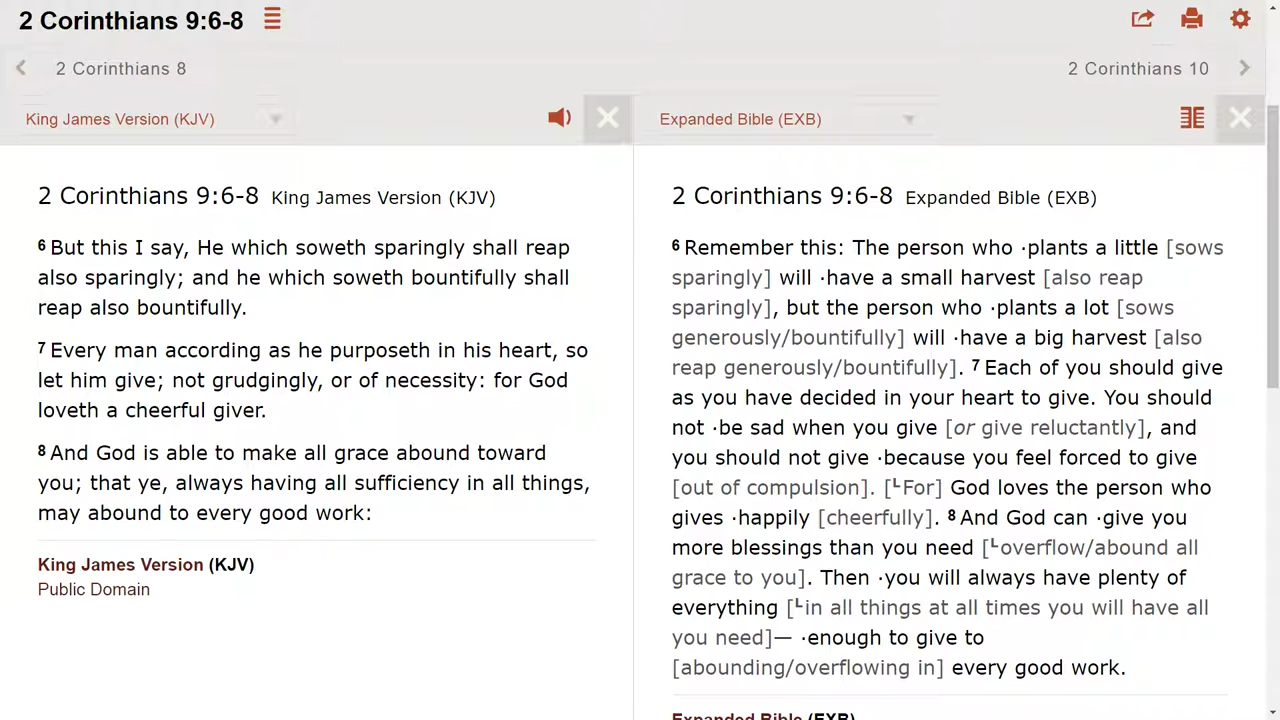 2 Corinthians 9:6-8
2 Corinthians 8
2 Corinthians 10
King James Version (KJV)
Expanded Bible (EXB)
2 Corinthians 9:6-8 King James Version (KJV)
6 But this I say, He which soweth sparingly shall reap
also sparingly; and he which soweth bountifully shall
reap also bountifully.
7 Every man according as he purposeth in his heart, so
let him give; not grudgingly, or of necessity: for God
loveth a cheerful giver.
8 And God is able to make all grace abound toward
you; that ye, always having all sufficiency in all things,
may abound to every good work:
King James Version (KJV)
Public Domain
2 Corinthians 9:6-8 Expanded Bible (EXB)
6 Remember this: The person who ·plants a little [sows
sparingly] will ·have a small harvest [also reap
sparingly], but the person who ·plants a lot [sows
generously/bountifully] will ·have a big harvest [also
reap generously/bountifully]. 7 Each of you should give
as you have decided in your heart to give. You should
not ·be sad when you give [or give reluctantly], and
you should not give ·because you feel forced to give
[out of compulsion]. [ᴸFor] God loves the person who
gives ·happily [cheerfully]. 8 And God can ·give you
more blessings than you need [ᴸoverflow/abound all
grace to you]. Then ·you will always have plenty of
everything [ᴸin all things at all times you will have all
you need]— ·enough to give to
[abounding/overflowing in] every good work.
Expanded Bible (EXB)